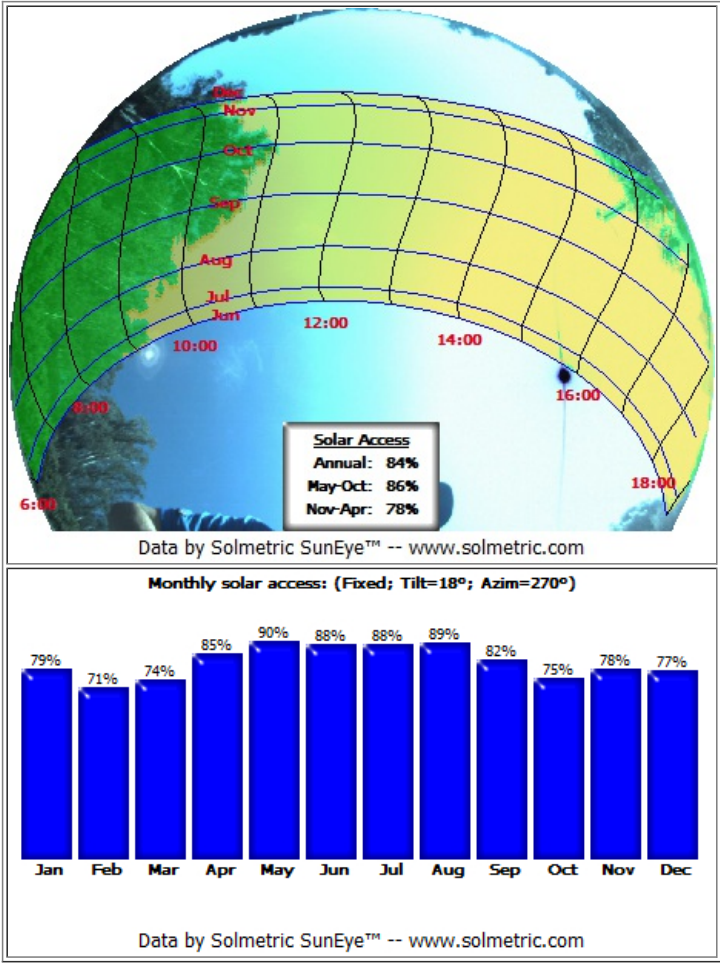 Dec
Nov
Oct
Sep
Aug
Jul
Jun
12:00
10:00
14:00
8:00
16:00
6:00
18:00
Solar Access
Annual: 84%
May-Oct: 86%
Nov-Apr: 78%
Data by Solmetric SunEye™ -- www.solmetric.com
Monthly solar access: (Fixed; Tilt=18º; Azim=270º)
79% 71% 74% 85% 90% 88% 88% 89% 82% 75% 78% 77%
Jan Feb Mar Apr May Jun Jul Aug Sep Oct Nov Dec
Data by Solmetric SunEye™ -- www.solmetric.com